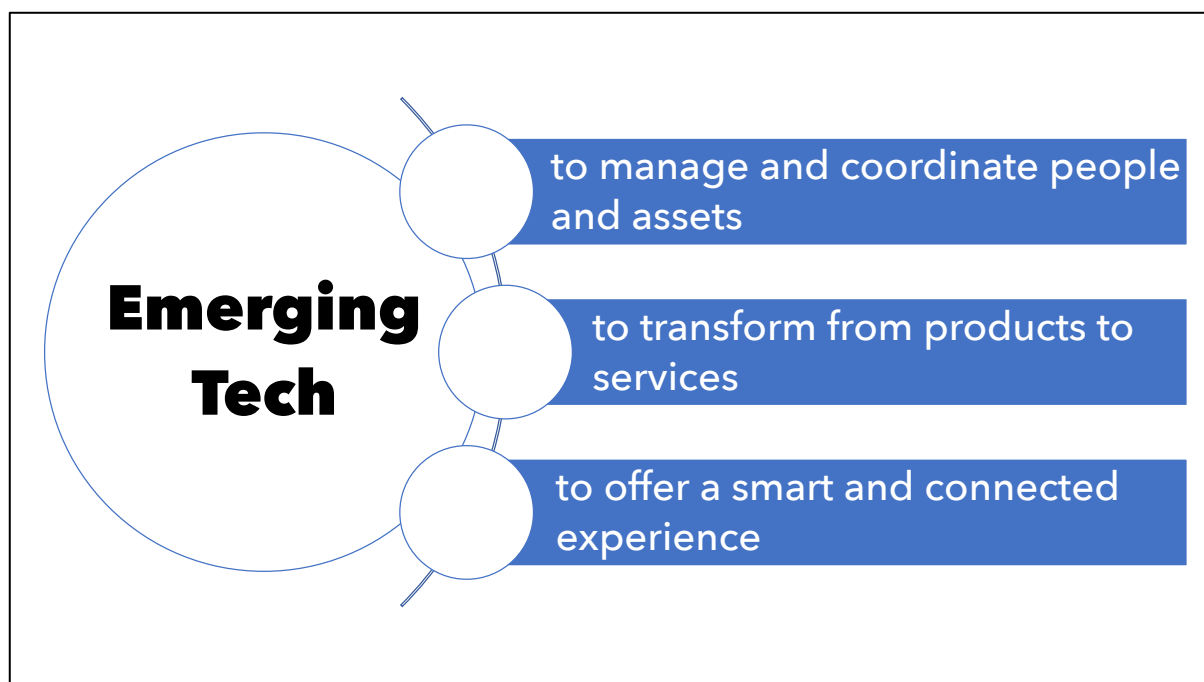 Emerging
Tech
to manage and coordinate people
and assets
to transform from products to
services
to offer a smart and connected
experience